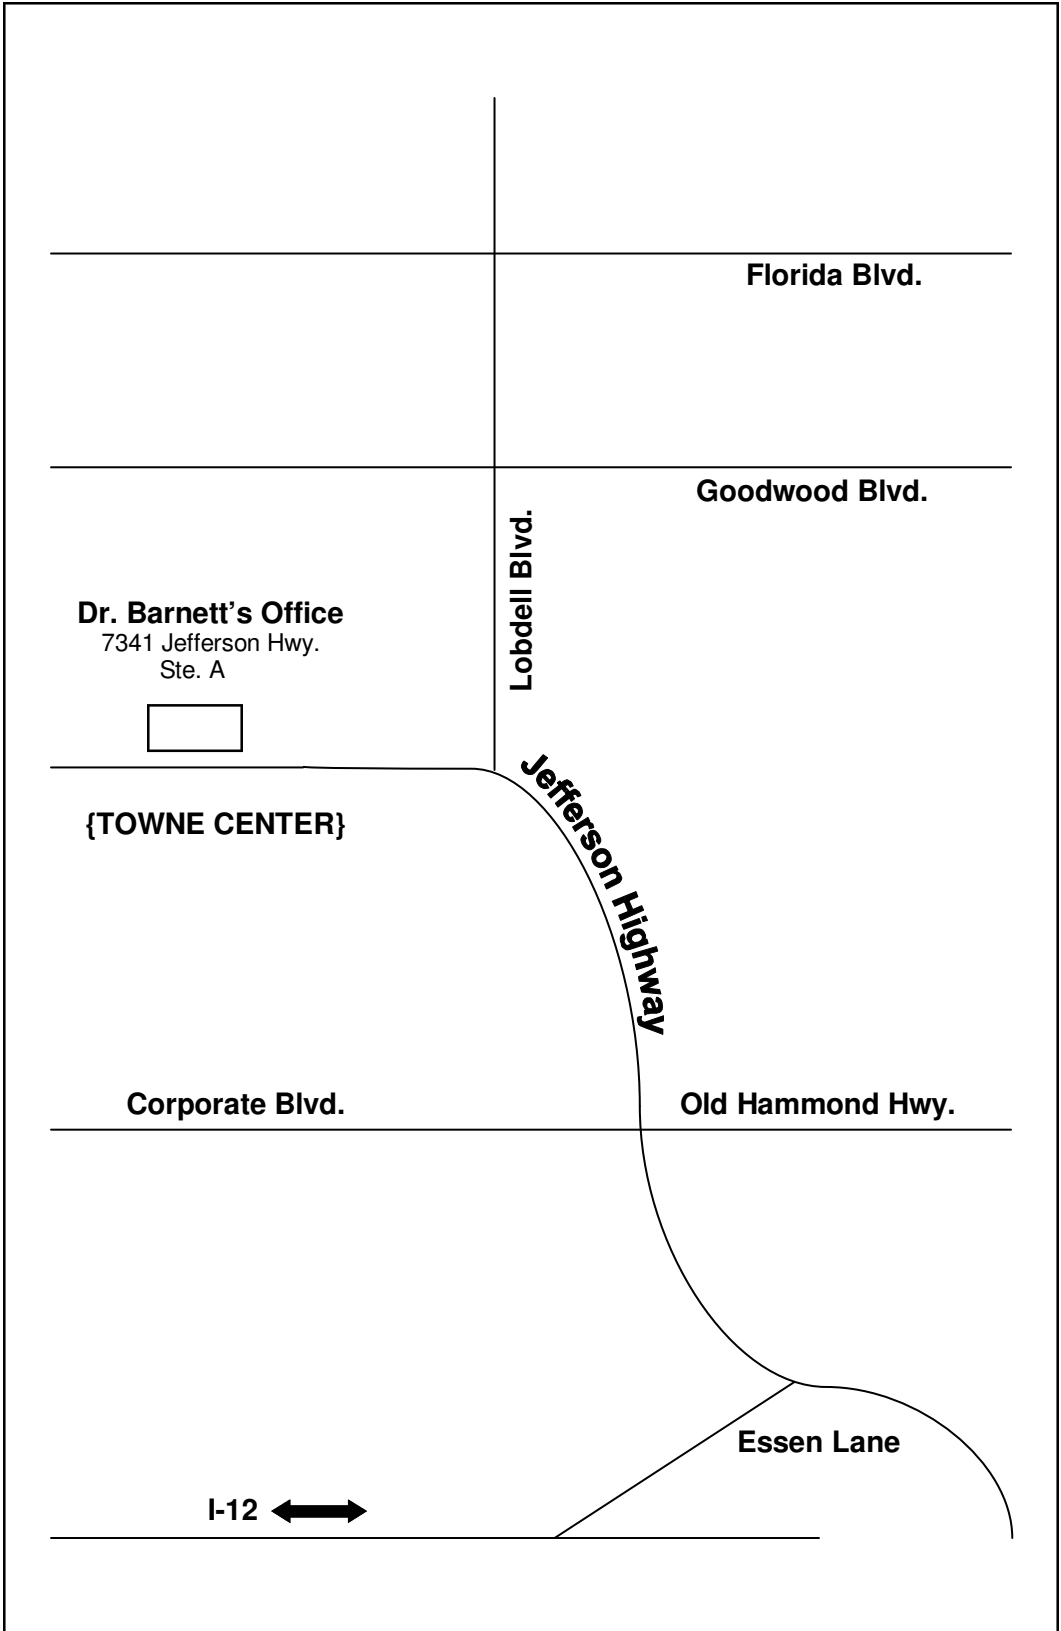 Florida Blvd.
Goodwood Blvd.
Lobdell Blvd.
Dr. Barnett’s Office
7341 Jefferson Hwy.
Ste. A
Jefferson Highway
{TOWNE CENTER}
Corporate Blvd.
Old Hammond Hwy.
Essen Lane
I-12